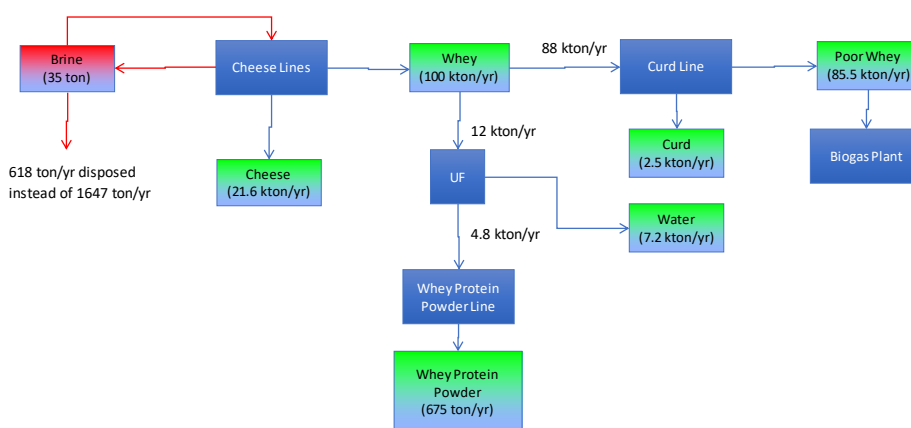 Brine
(35 ton)
Cheese Lines
Whey
(100 kton/yr)
88 kton/yr
Curd Line
Poor Whey
(85.5 kton/yr)
618 ton/yr disposed
instead of 1647 ton/yr
Cheese
(21.6 kton/yr)
12 kton/yr
UF
Curd
(2.5 kton/yr)
Biogas Plant
Water
(7.2 kton/yr)
4.8 kton/yr
Whey Protein
Powder Line
Whey Protein
Powder
(675 ton/yr)